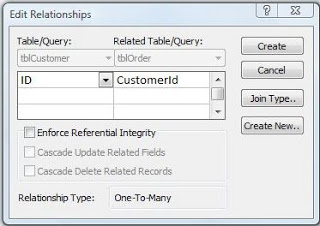 Edit Relationships
Table/Query: Related Table/Query:
tblCustomer tblOrder
ID CustomerId
Enforce Referential Integrity
Cascade Update Related Fields
Cascade Delete Related Records
Relationship Type: One-To-Many
Create
Cancel
Join Type..
Create New..